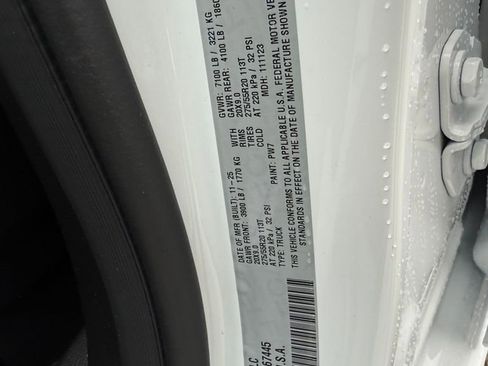 LC
67445
U.S.A.
DATE OF MFR (BUILT): 11-25 GVWR: 7100 LB / 3221 KG
GAWR FRONT: 3900 LB / 1770 KG WITH GAWR REAR: 4100 LB / 1860
20X9.0 RIMS 20X9.0
275/55R20 113T TIRES 275/55R20 113T
AT 220 kPa / 32 PSI COLD AT 220 kPa / 32 PSI
TYPE: TRUCK PAINT: PW7 MDH: 111123
THIS VEHICLE CONFORMS TO ALL APPLICABLE U.S.A. FEDERAL MOTOR VE
STANDARDS IN EFFECT ON THE DATE OF MANUFACTURE SHOWN